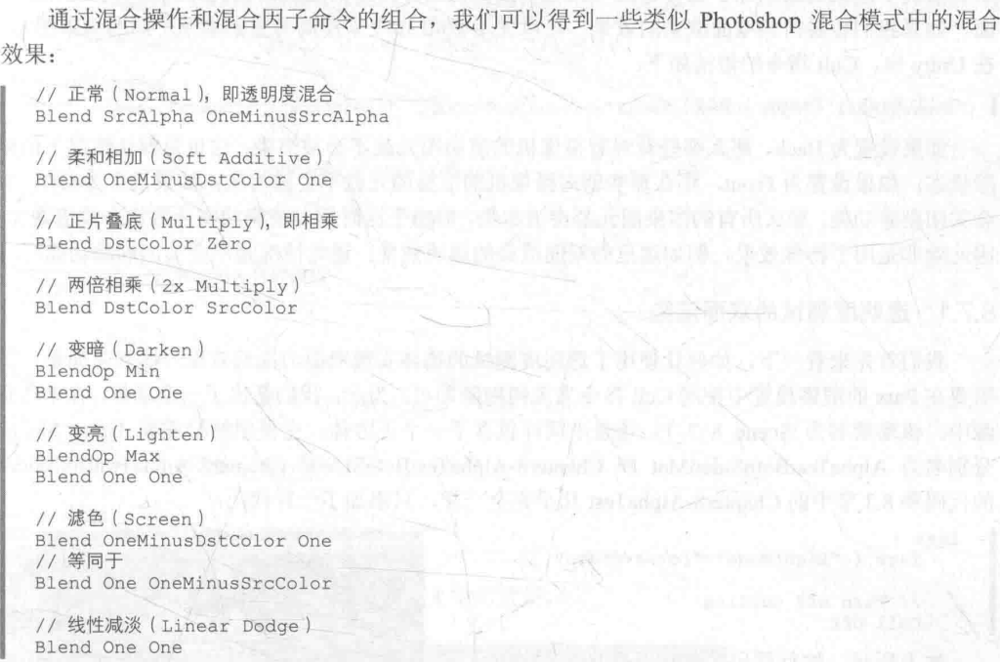 通过混合操作和混合因子命令的组合，我们可以得到一些类似 Photoshop 混合模式中的混合
效果：
// 正常（Normal），即透明度混合
Blend SrcAlpha OneMinusSrcAlpha
// 柔和相加（Soft Additive）
Blend OneMinusDstColor One
// 正片叠底（Multiply），即相乘
Blend DstColor Zero
// 两倍相乘（2x Multiply）
Blend DstColor SrcColor
// 变暗（Darken）
BlendOp Min
Blend One One
// 变亮（Lighten）
BlendOp Max
Blend One One
// 滤色（Screen）
Blend OneMinusDstColor One
// 等同于
Blend One OneMinusSrcColor
// 线性减淡（Linear Dodge）
Blend One One